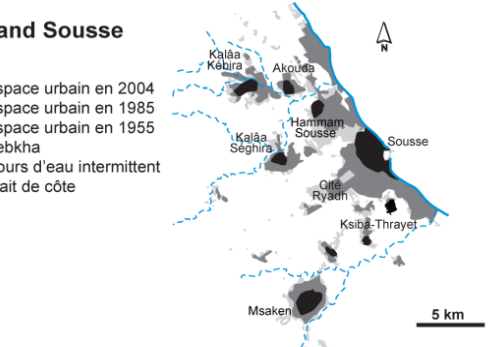 and Sousse
space urbain en 2004
space urbain en 1985
space urbain en 1955
ebkha
ours d'eau intermittent
ait de côte
N
Kalâa
Kébira
Akouda
Hammam
Sousse
Kalâa
Séghira
Sousse
Cité
Ryadh
Ksiba-Thrayet
Msaken
5 km